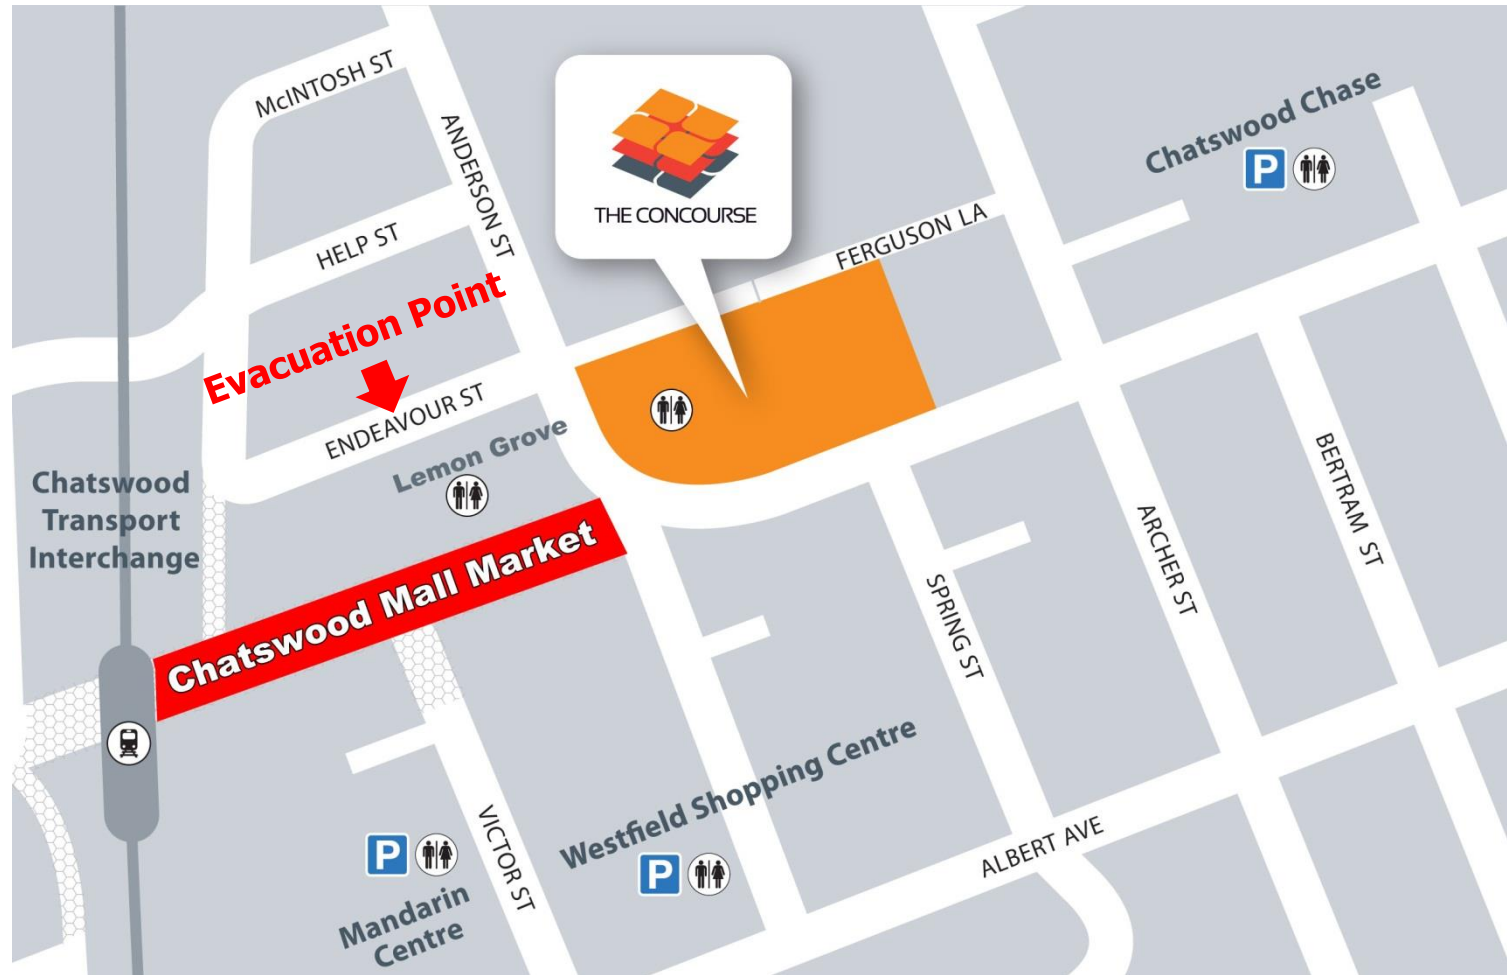 McINTOSH ST
ANDERSON ST
THE CONCOURSE
Chatswood Chase
P
HELP ST
FERGUSON LA
Evacuation Point
ENDEAVOUR ST
Lemon Grove
Chatswood
Transport
Interchange
Chatswood Mall Market
BERTRAM ST
ARCHER ST
SPRING ST
Westfield Shopping Centre
P
VICTOR ST
ALBERT AVE
P
Mandarin
Centre